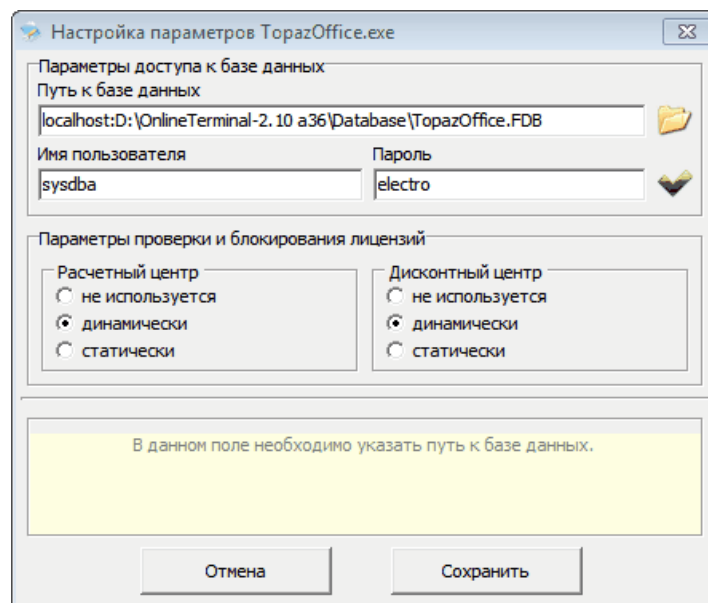 Настройка параметров TopazOffice.exe
Параметры доступа к базе данных
Путь к базе данных
localhost:D:\OnlineTerminal-2.10 a36\Database\TopazOffice.FDB
Имя пользователя Пароль
sysdba electro
Параметры проверки и блокирования лицензий
Расчетный центр Дисконтный центр
не используется не используется
динамически динамически
статически статически
В данном поле необходимо указать путь к базе данных.
Отмена Сохранить